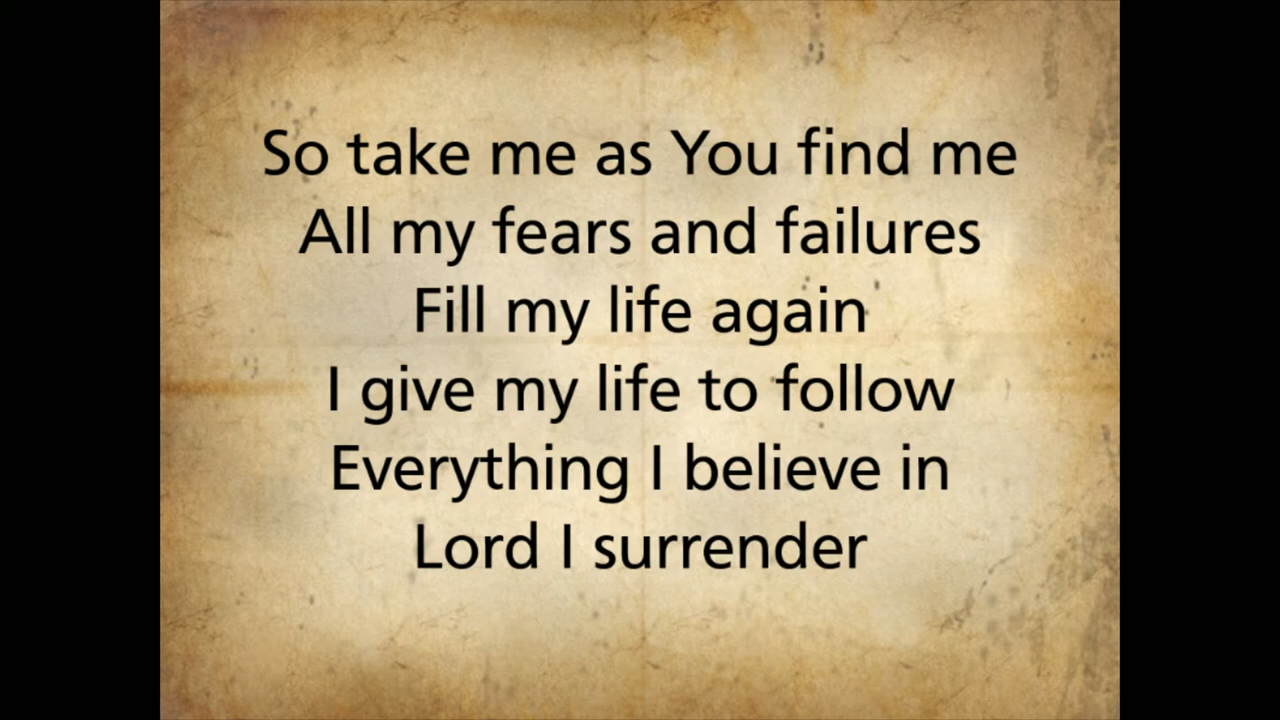 So take me as You find me
All my fears and failures
Fill my life again
I give my life to follow
Everything I believe in
Lord I surrender